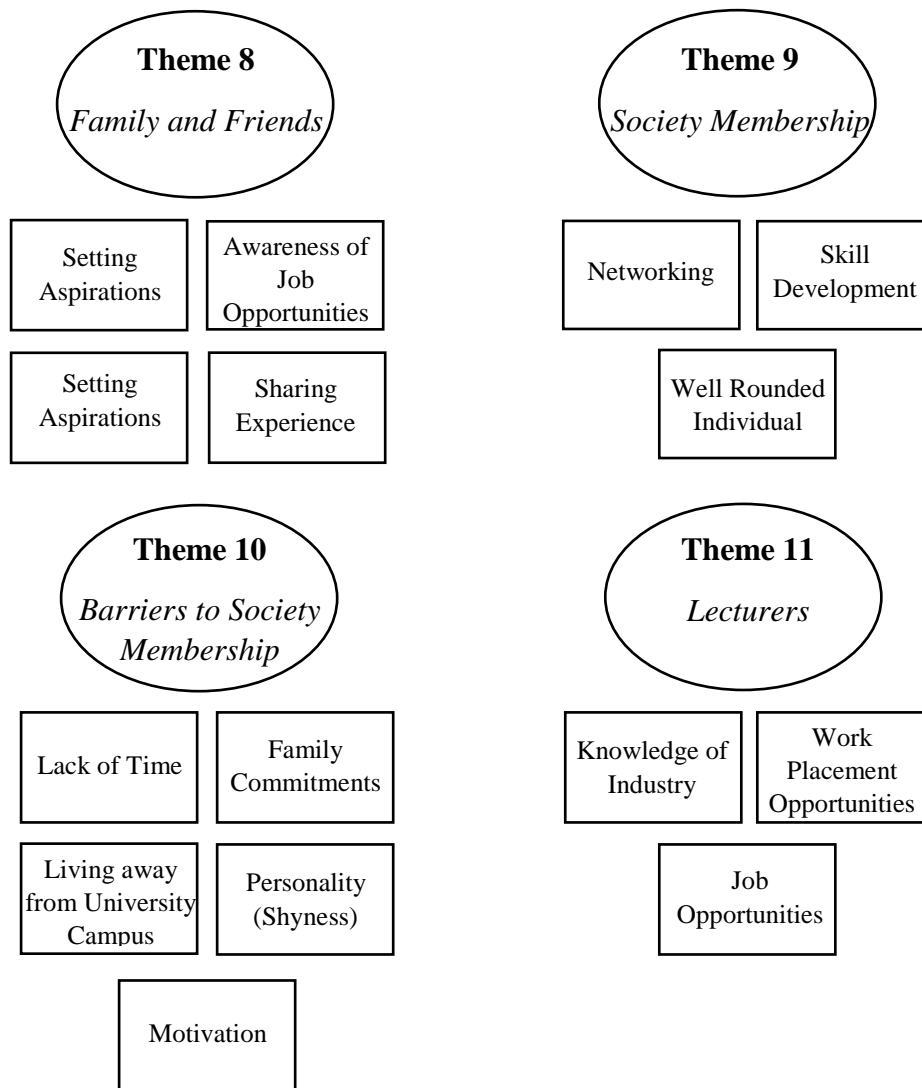 Theme 8
Family and Friends
Setting
Aspirations
Awareness of
Job
Opportunities
Setting
Aspirations
Sharing
Experience
Theme 9
Society Membership
Networking
Skill
Development
Well Rounded
Individual
Theme 10
Barriers to Society
Membership
Lack of Time
Family
Commitments
Living away
from University
Campus
Personality
(Shyness)
Motivation
Theme 11
Lecturers
Knowledge of
Industry
Work
Placement
Opportunities
Job
Opportunities